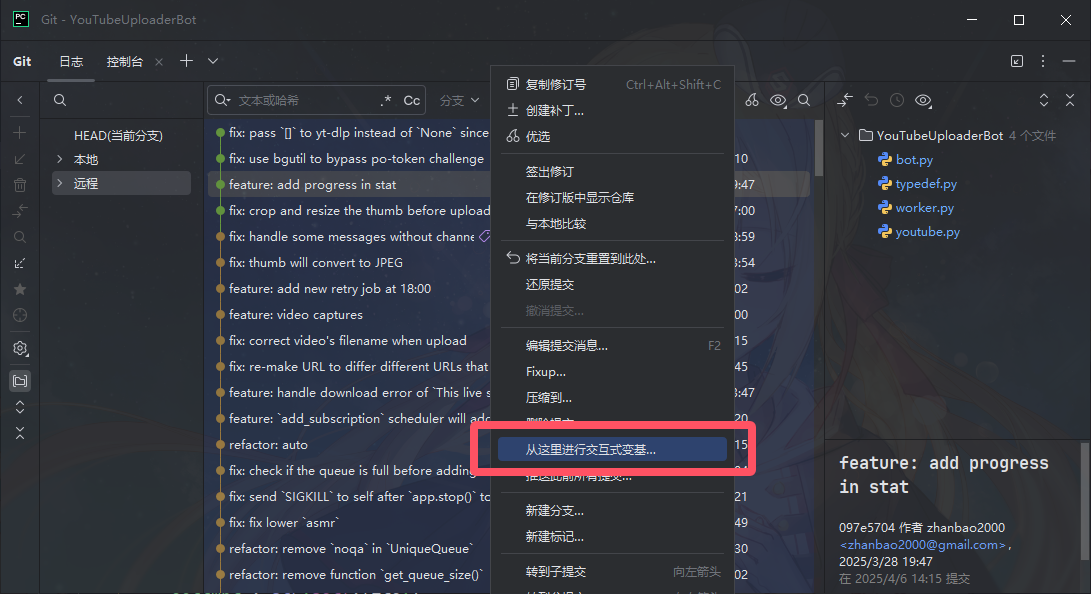 PC
Git - YouTubeUploaderBot
Git
日志
控制台
文本或哈希
.*
Cc
分支
HEAD(当前分支)
本地
远程
fix: pass `[]` to yt-dlp instead of `None` since
fix: use bgutil to bypass po-token challenge
10
feature: add progress in stat
9:47
fix: crop and resize the thumb before upload
7:00
fix: handle some messages without channe
8:59
fix: thumb will convert to JPEG
3:54
feature: add new retry job at 18:00
02
feature: video captures
00
fix: correct video's filename when upload
15
fix: re-make URL to differ different URLs that
45
feature: handle download error of `This live s
3:47
feature: `add_subscription` scheduler will add
20
refactor: auto
15
fix: check if the queue is full before adding
fix: send `SIGKILL` to self after `app.stop()` to
21
fix: fix lower `asmr`
49
refactor: remove `noqa` in `UniqueQueue`
30
refactor: remove function `get_queue_size()`
02
复制修订号 Ctrl+Alt+Shift+C
创建补丁...
优选
签出修订
在修订版中显示仓库
与本地比较
将当前分支重置到此处...
还原提交
撤消提交...
编辑提交消息... F2
Fixup...
压缩到...
从这里进行交互式变基...
推送此前所有提交...
新建分支...
新建标记...
转到子提交 向左箭头
YouTubeUploaderBot 4 个文件
bot.py
typedef.py
worker.py
youtube.py
feature: add progress
in stat
097e5704 作者 zhanbao2000
<zhanbao2000@gmail.com>,
2025/3/28 19:47
在 2025/4/6 14:15 提交